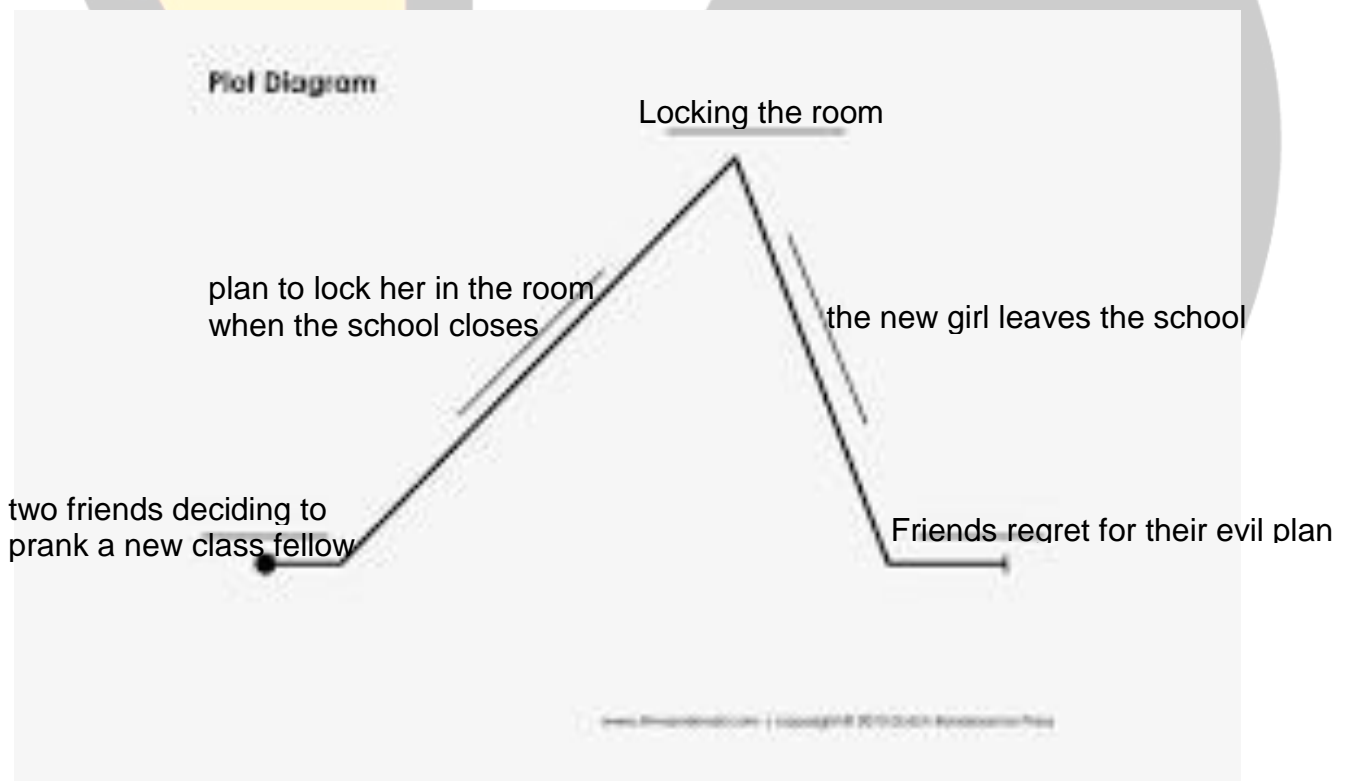 Plot Diagram
Locking the room
plan to lock her in the room
when the school closes
the new girl leaves the school
two friends deciding to
prank a new class fellow
Friends regret for their evil plan